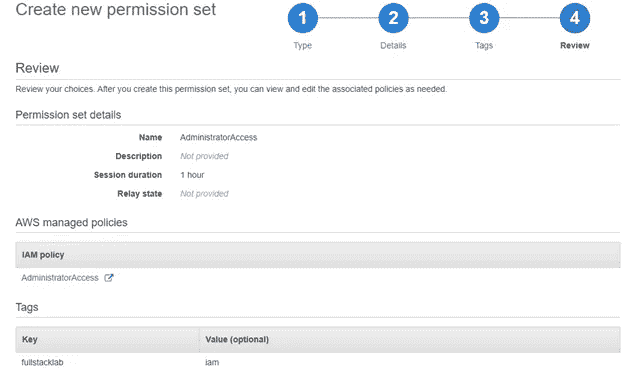 Create new permission set
1 2 3 4
Type Details Tags Review
Review
Review your choices. After you create this permission set, you can view and edit the associated policies as needed.
Permission set details
Name AdministratorAccess
Description Not provided
Session duration 1 hour
Relay state Not provided
AWS managed policies
IAM policy
AdministratorAccess
Tags
Key Value (optional)
fullstacklab iam